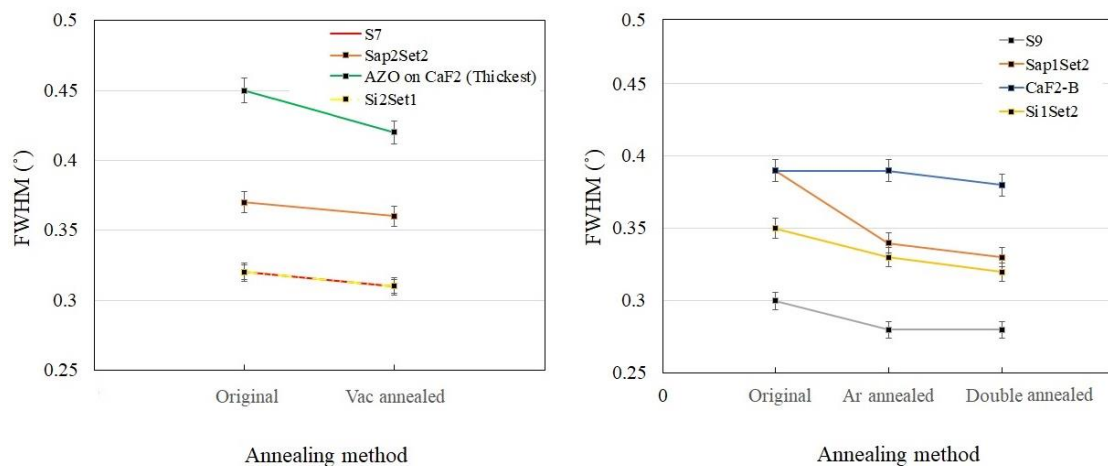 0.5
0.45
0.4
0.35
0.3
0.25
FWHM (˚)
S7
Sap2Set2
AZO on CaF2 (Thickest)
Si2Set1
Original
Vac annealed
Annealing method
0.5
0.45
0.4
0.35
0.3
0.25
FWHM (˚)
S9
Sap1Set2
CaF2-B
Si1Set2
0
Original
Ar annealed
Double annealed
Annealing method